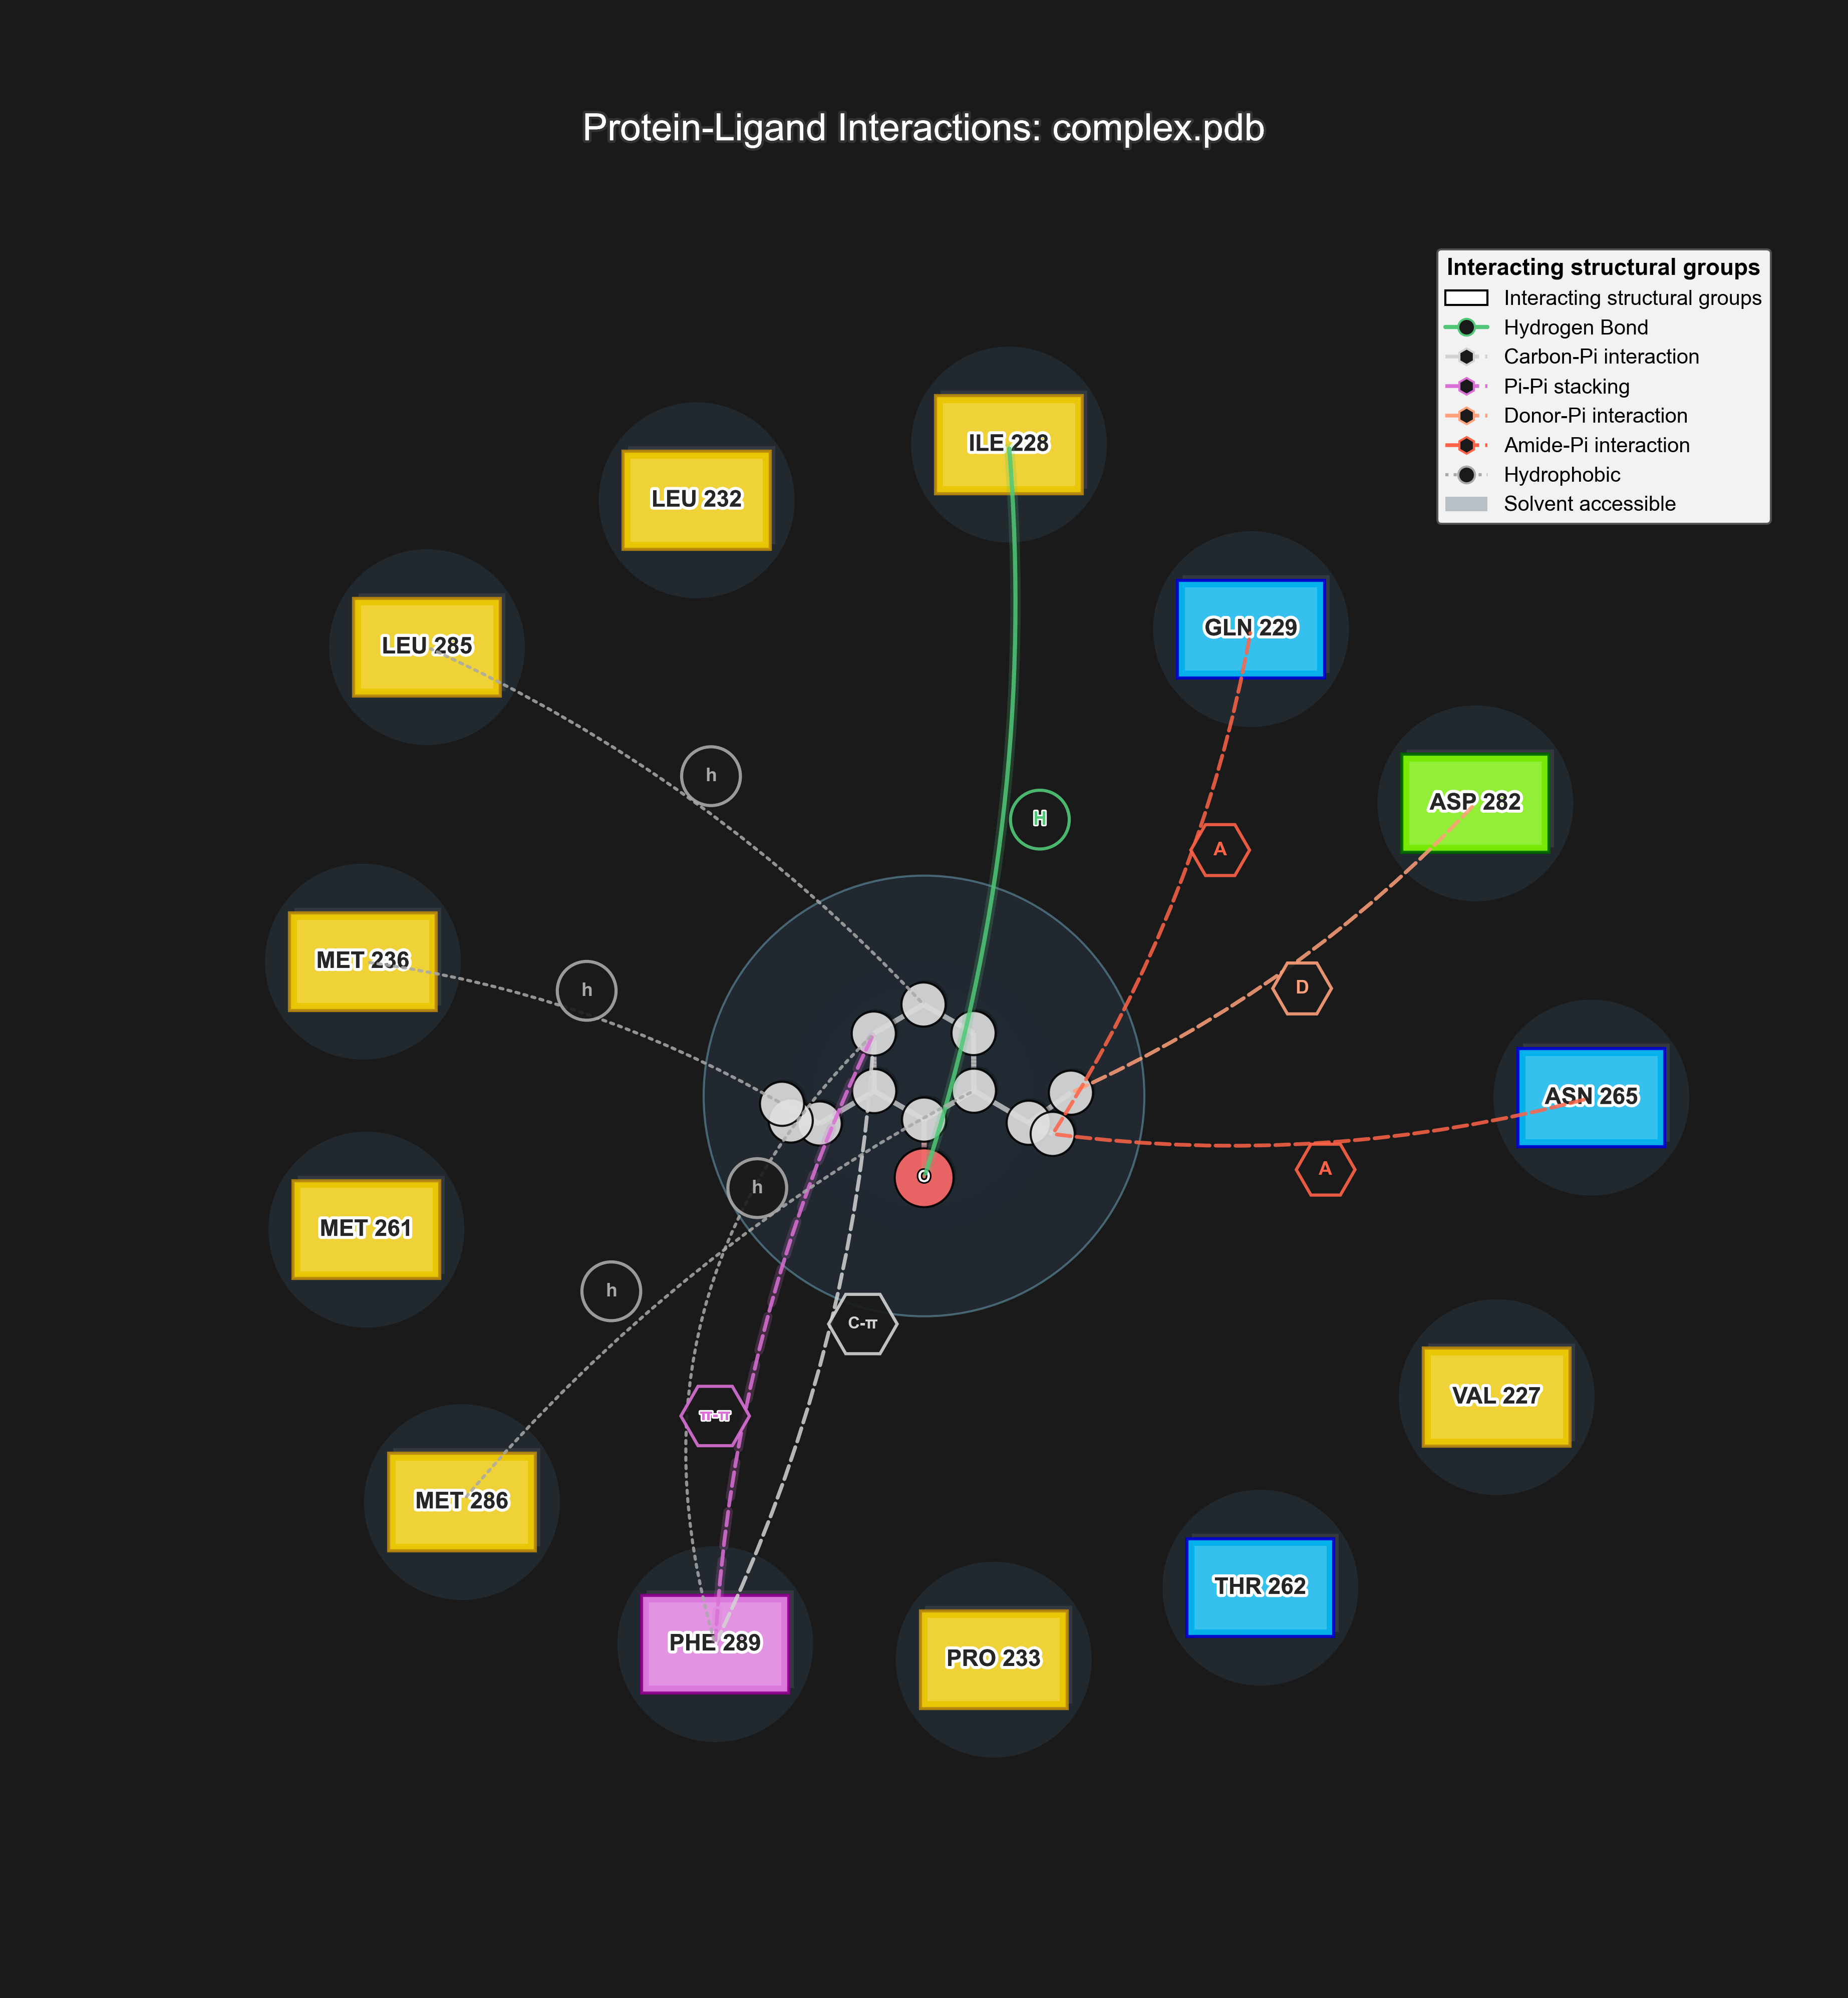 Protein-Ligand Interactions: complex.pdb
Interacting structural groups
Interacting structural groups
Hydrogen Bond
Carbon-Pi interaction
Pi-Pi stacking
Donor-Pi interaction
Amide-Pi interaction
Hydrophobic
Solvent accessible
ILE 228
LEU 232
GLN 229
LEU 285
h
ASP 282
H
A
MET 236
h
D
ASN 265
A
O
h
MET 261
h
C-π
VAL 227
π-π
MET 286
THR 262
PHE 289
PRO 233